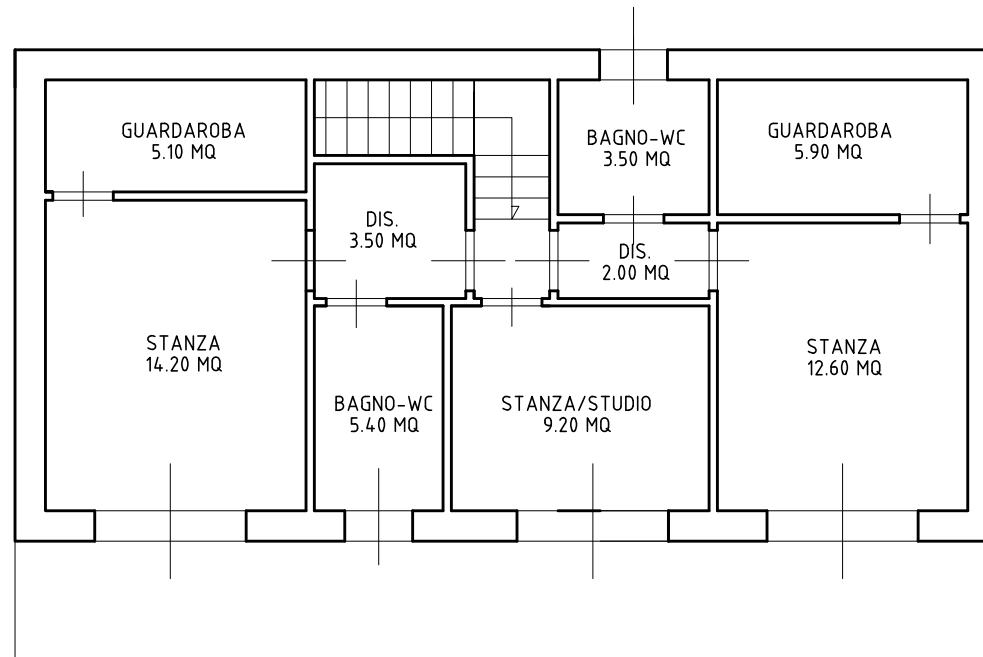 GUARDAROBA
5.10 MQ
BAGNO-WC
3.50 MQ
GUARDAROBA
5.90 MQ
DIS.
3.50 MQ
DIS.
2.00 MQ
STANZA
14.20 MQ
STANZA
12.60 MQ
BAGNO-WC
5.40 MQ
STANZA/STUDIO
9.20 MQ